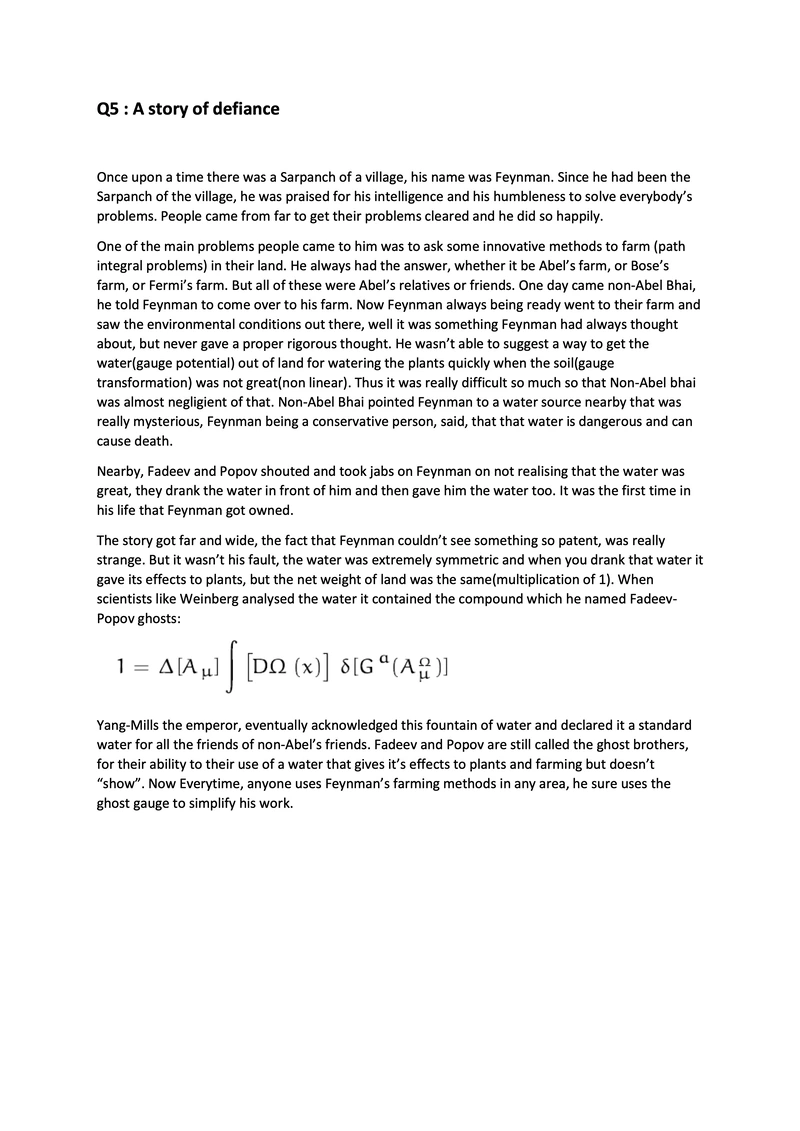 Q5 : A story of defiance
Once upon a time there was a Sarpanch of a village, his name was Feynman. Since he had been the
Sarpanch of the village, he was praised for his intelligence and his humbleness to solve everybody's
problems. People came from far to get their problems cleared and he did so happily.
One of the main problems people came to him was to ask some innovative methods to farm (path
integral problems) in their land. He always had the answer, whether it be Abel's farm, or Bose's
farm, or Fermi's farm. But all of these were Abel's relatives or friends. One day came non-Abel Bhai,
he told Feynman to come over to his farm. Now Feynman always being ready went to their farm and
saw the environmental conditions out there, well it was something Feynman had always thought
about, but never gave a proper rigorous thought. He wasn't able to suggest a way to get the
water(gauge potential) out of land for watering the plants quickly when the soil(gauge
transformation) was not great(non linear). Thus it was really difficult so much so that Non-Abel bhai
was almost negligient of that. Non-Abel Bhai pointed Feynman to a water source nearby that was
really mysterious, Feynman being a conservative person, said, that that water is dangerous and can
cause death.
Nearby, Fadeev and Popov shouted and took jabs on Feynman on not realising that the water was
great, they drank the water in front of him and then gave him the water too. It was the first time in
his life that Feynman got owned.
The story got far and wide, the fact that Feynman couldn't see something so patent, was really
strange. But it wasn't his fault, the water was extremely symmetric and when you drank that water it
gave its effects to plants, but the net weight of land was the same(multiplication of 1). When
scientists like Weinberg analysed the water it contained the compound which he named Fadeev-
Popov ghosts:
1 = Δ[A_μ] ∫ [DΩ (x)] δ[G^a(A_μ^Ω)]
Yang-Mills the emperor, eventually acknowledged this fountain of water and declared it a standard
water for all the friends of non-Abel's friends. Fadeev and Popov are still called the ghost brothers,
for their ability to their use of a water that gives it's effects to plants and farming but doesn't
"show". Now Everytime, anyone uses Feynman's farming methods in any area, he sure uses the
ghost gauge to simplify his work.